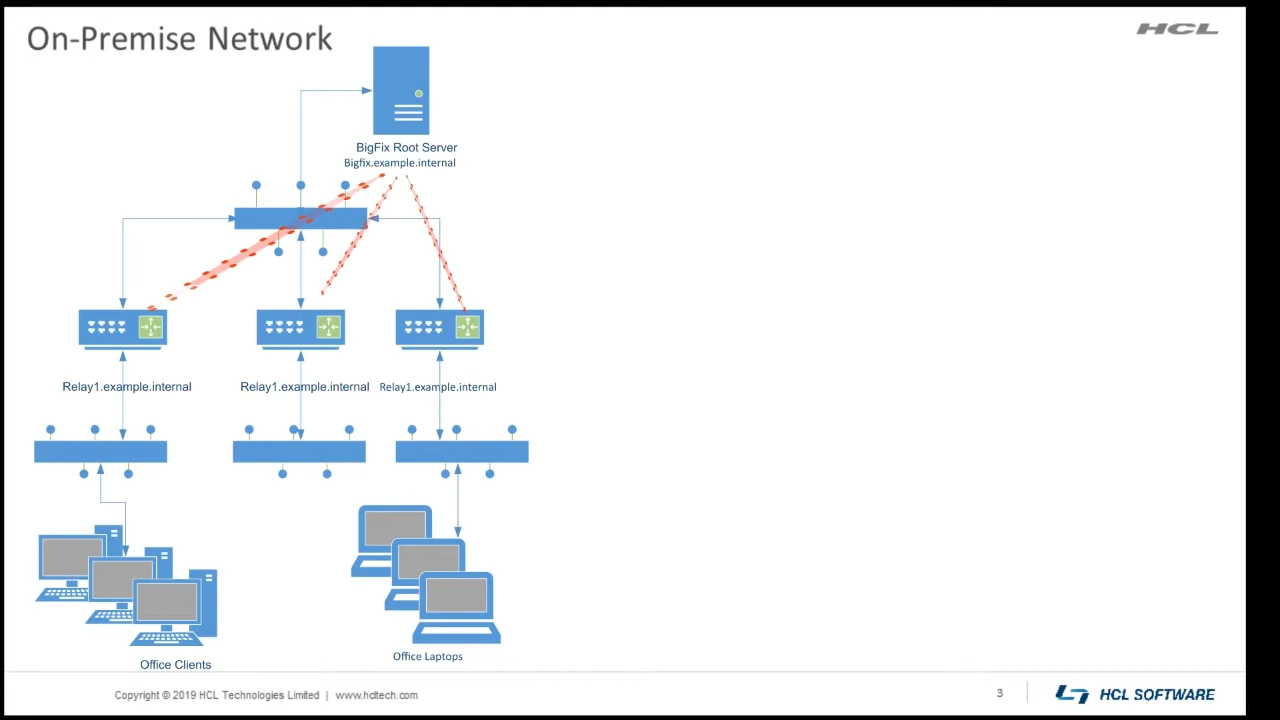 On-Premise Network
HCL
BigFix Root Server
Bigfix.example.internal
Relay1.example.internal
Relay1.example.internal
Relay1.example.internal
Office Clients
Office Laptops
Copyright © 2019 HCL Technologies Limited | www.hcltech.com
3
HCL SOFTWARE